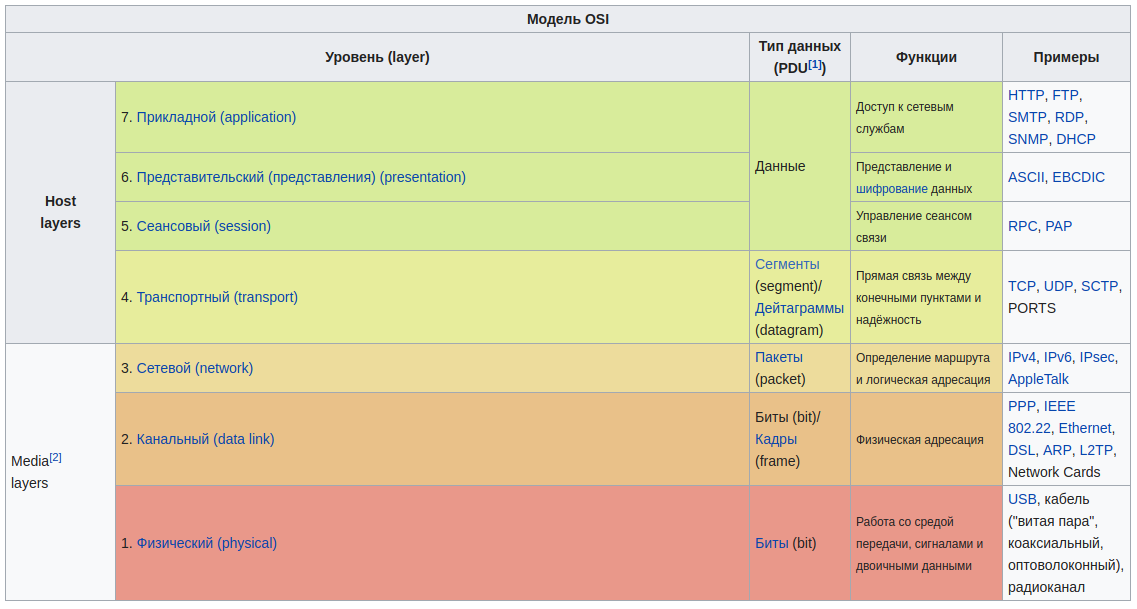 Модель OSI
Уровень (layer)
Тип данных
(PDU[1])
Функции
Примеры
Host
layers
7. Прикладной (application)
Данные
Доступ к сетевым
службам
HTTP, FTP,
SMTP, RDP,
SNMP, DHCP
6. Представительский (представления) (presentation)
Представление и
шифрование данных
ASCII, EBCDIC
5. Сеансовый (session)
Управление сеансом
связи
RPC, PAP
4. Транспортный (transport)
Сегменты
(segment)/
Дейтаграммы
(datagram)
Прямая связь между
конечными пунктами и
надёжность
TCP, UDP, SCTP,
PORTS
Media[2]
layers
3. Сетевой (network)
Пакеты
(packet)
Определение маршрута
и логическая адресация
IPv4, IPv6, IPsec,
AppleTalk
2. Канальный (data link)
Биты (bit)/
Кадры
(frame)
Физическая адресация
PPP, IEEE
802.22, Ethernet,
DSL, ARP, L2TP,
Network Cards
1. Физический (physical)
Биты (bit)
Работа со средой
передачи, сигналами и
двоичными данными
USB, кабель
("витая пара",
коаксиальный,
оптоволоконный),
радиоканал